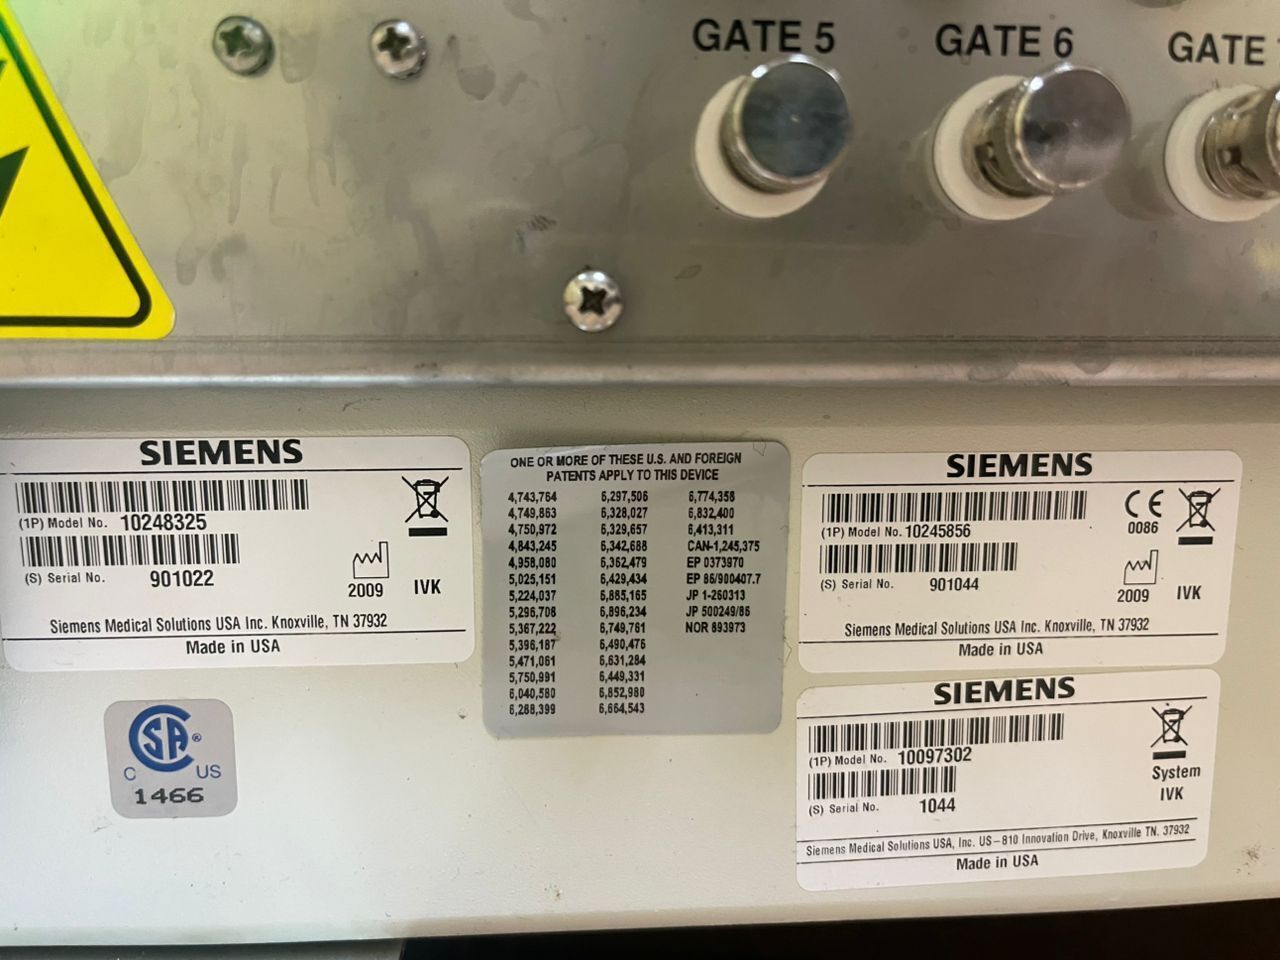 GATE 5
GATE 6
GATE
SIEMENS
(1P) Model No. 10248325
(S) Serial No. 901022
2009
IVK
Siemens Medical Solutions USA Inc. Knoxville, TN 37932
Made in USA
ONE OR MORE OF THESE U.S. AND FOREIGN
PATENTS APPLY TO THIS DEVICE
4,743,764 6,297,506 6,774,358
4,749,863 6,328,027 6,832,400
4,750,972 6,329,657 6,413,311
4,843,245 6,342,688 CAN-1,245,375
4,958,080 6,362,479 EP 0373970
5,025,151 6,429,434 EP 86/900407.7
5,224,037 6,885,165 JP 1-260313
5,296,708 6,896,234 JP 500249/86
5,367,222 6,749,761 NOR 693973
5,396,187 6,490,476
5,471,061 6,631,284
5,750,991 6,449,331
6,040,580 6,852,980
6,288,399 6,664,543
SIEMENS
CE
0086
(1P) Model No. 10245856
(S) Serial No. 901044
2009
IVK
Siemens Medical Solutions USA Inc. Knoxville, TN 37932
Made in USA
SIEMENS
(1P) Model No. 10097302
(S) Serial No. 1044
System
IVK
Siemens Medical Solutions USA, Inc. US-810 Innovation Drive, Knoxville TN. 37932
Made in USA
SA®
C US
1466